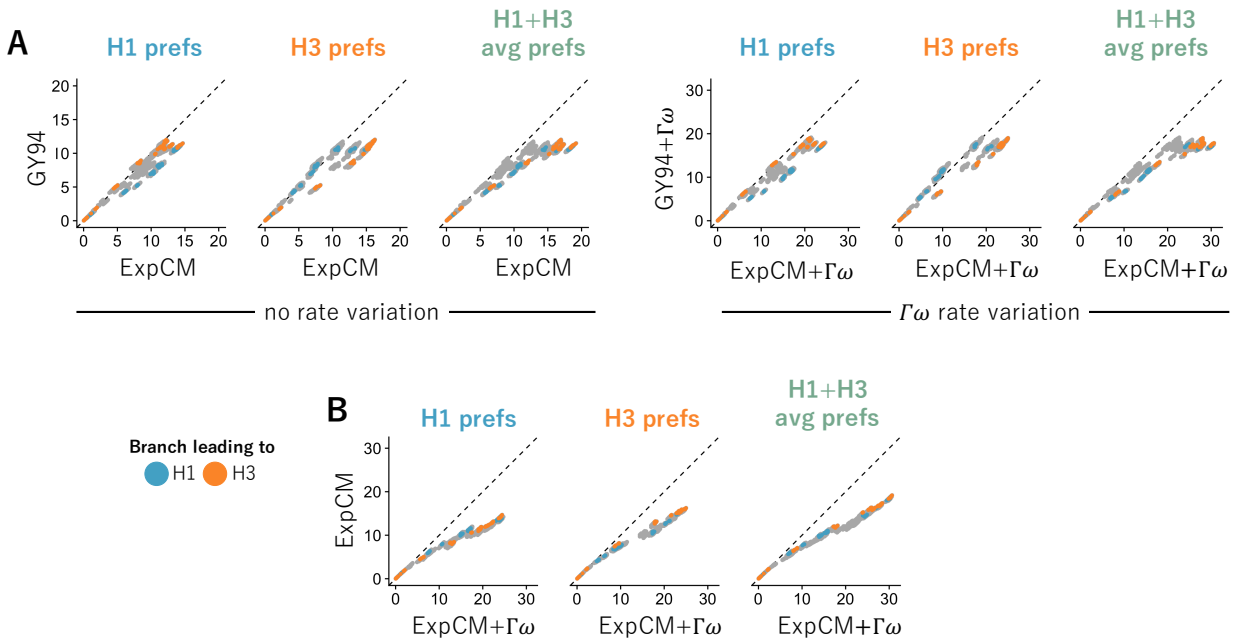 A
H1 prefs
H3 prefs
H1+H3
avg prefs
GY94
20
15
10
5
0
0 5 10 15 20
0 5 10 15 20
0 5 10 15 20
ExpCM
ExpCM
ExpCM
no rate variation
H1 prefs
H3 prefs
H1+H3
avg prefs
GY94+Γω
30
20
10
0
0 10 20 30
0 10 20 30
0 10 20 30
ExpCM+Γω
ExpCM+Γω
ExpCM+Γω
Γω rate variation
B
H1 prefs
H3 prefs
H1+H3
avg prefs
Branch leading to
H1 H3
ExpCM
30
20
10
0
0 10 20 30
0 10 20 30
0 10 20 30
ExpCM+Γω
ExpCM+Γω
ExpCM+Γω